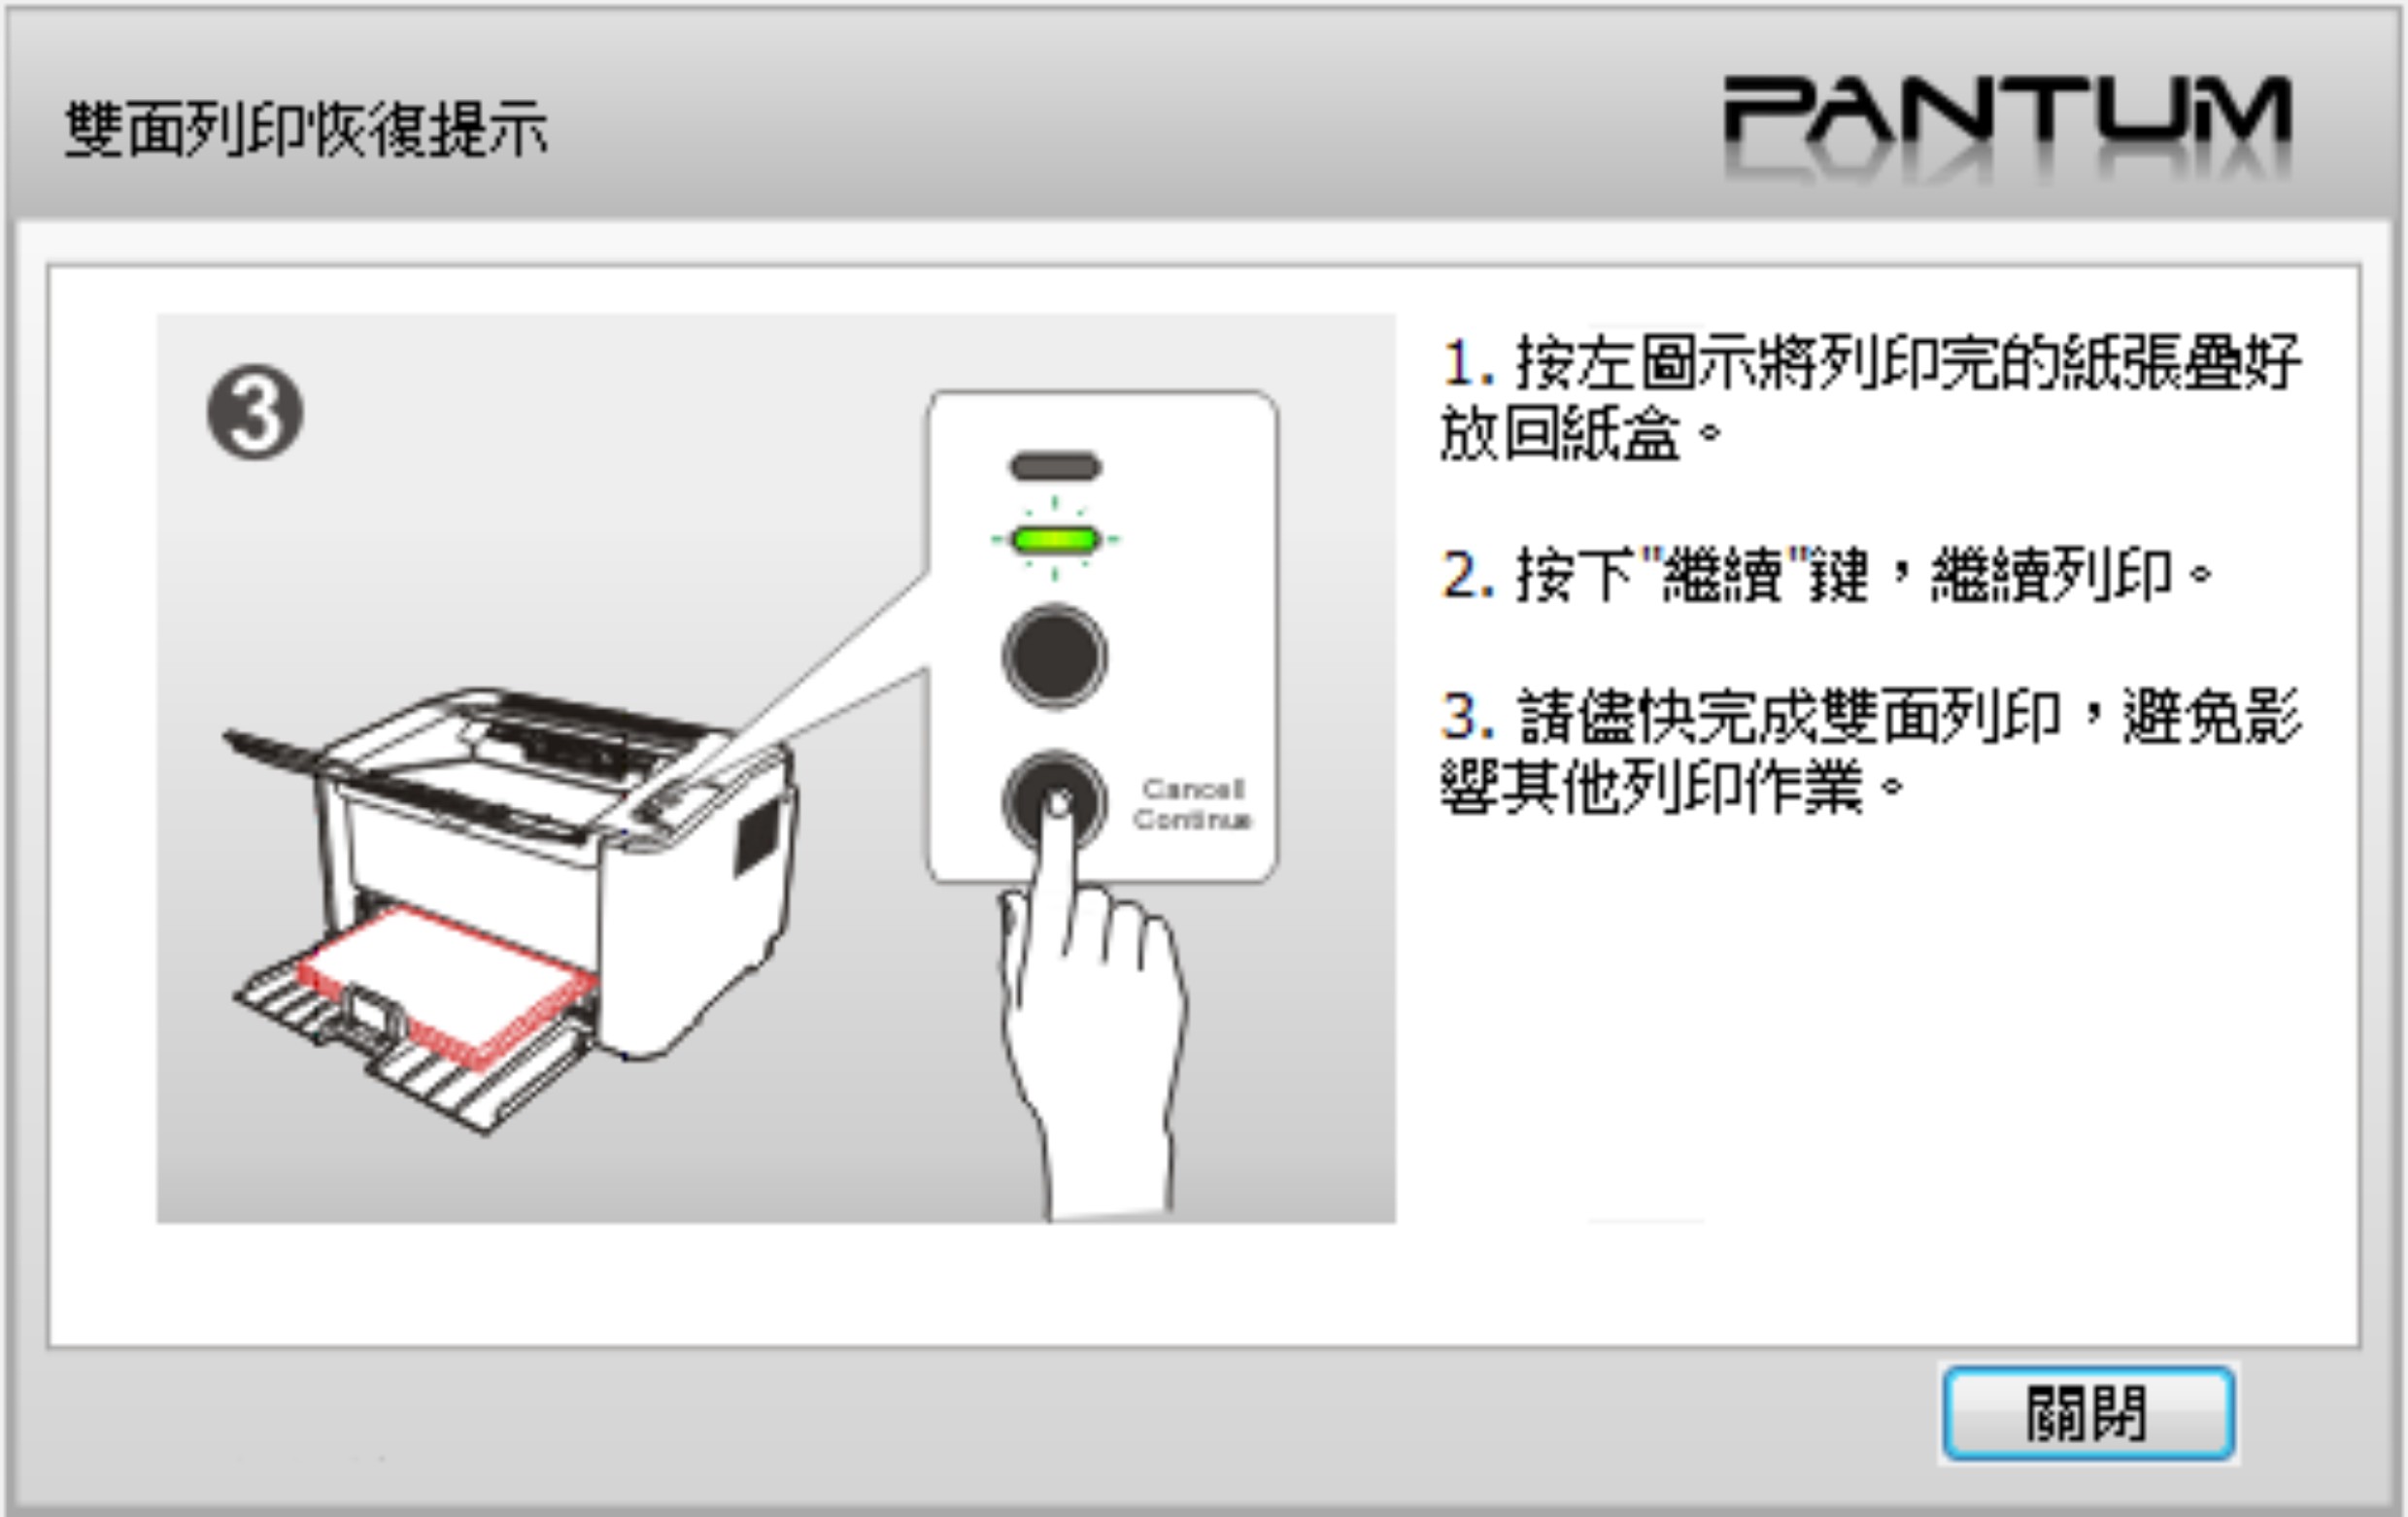 雙面列印恢復提示
PANTUM
3
Cancel
Continue
1. 按左圖示將列印完的紙張疊好
放回紙盒。
2. 按下"繼續"鍵，繼續列印。
3. 請儘快完成雙面列印，避免影
響其他列印作業。
關閉